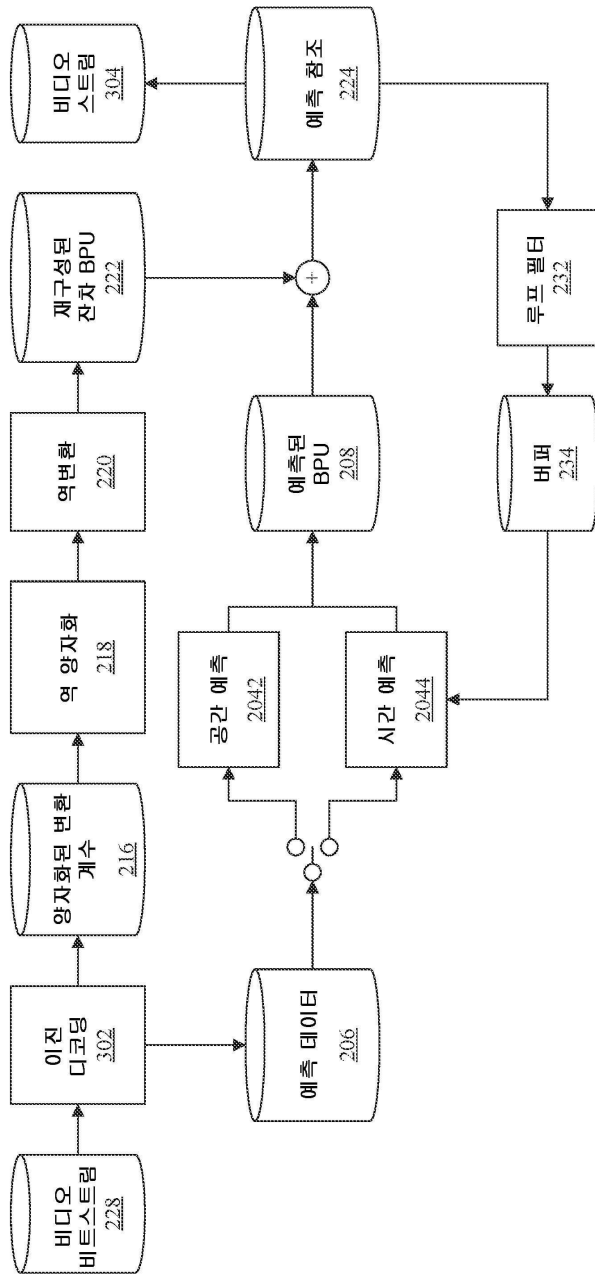 비디오
비트스트림
228
이진
디코딩
302
양자화된 변환
계수
216
역 양자화
218
역변환
220
재구성된
잔차 BPU
222
비디오
스트림
304
예측 데이터
206
공간 예측
2042
시간 예측
2044
예측된
BPU
208
+
예측 참조
224
루프 필터
232
버퍼
234